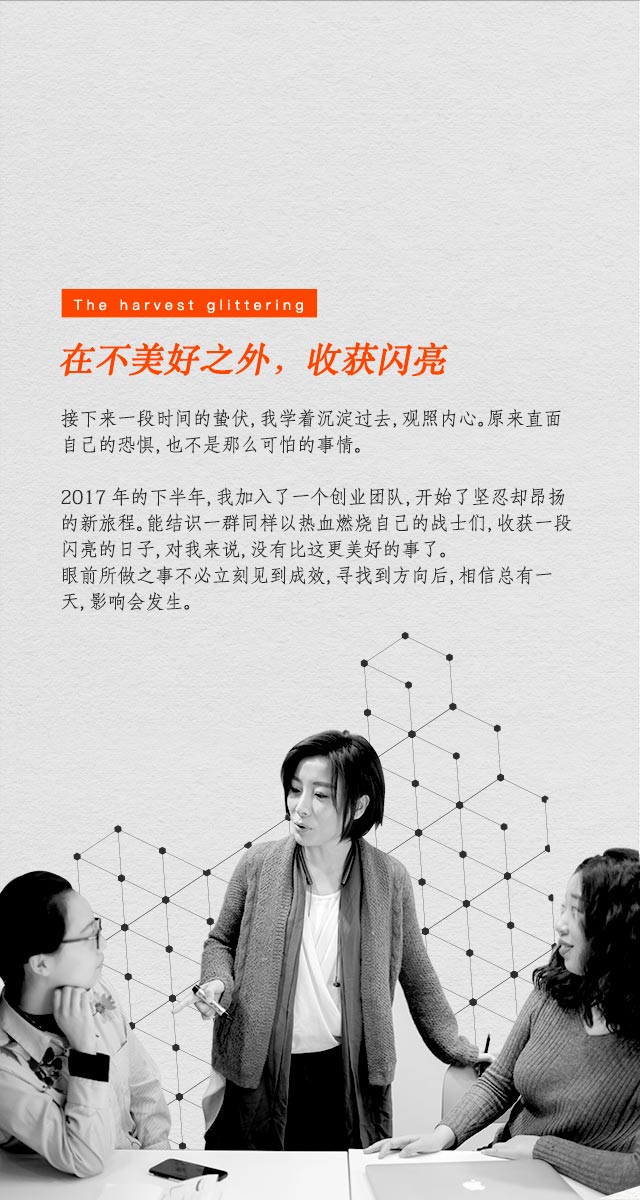 The harvest glittering
在不美好之外，收获闪亮
接下来一段时间的蛰伏，我学着沉淀过去，观照内心。原来直面
自己的恐惧，也不是那么可怕的事情。
2017 年的下半年，我加入了一个创业团队，开始了坚忍却昂扬
的新旅程。能结识一群同样以热血燃烧自己的战士们，收获一段
闪亮的日子，对我来说，没有比这更美好的事了。
眼前所做之事不必立刻见到成效，寻找到方向后，相信总有一
天，影响会发生。